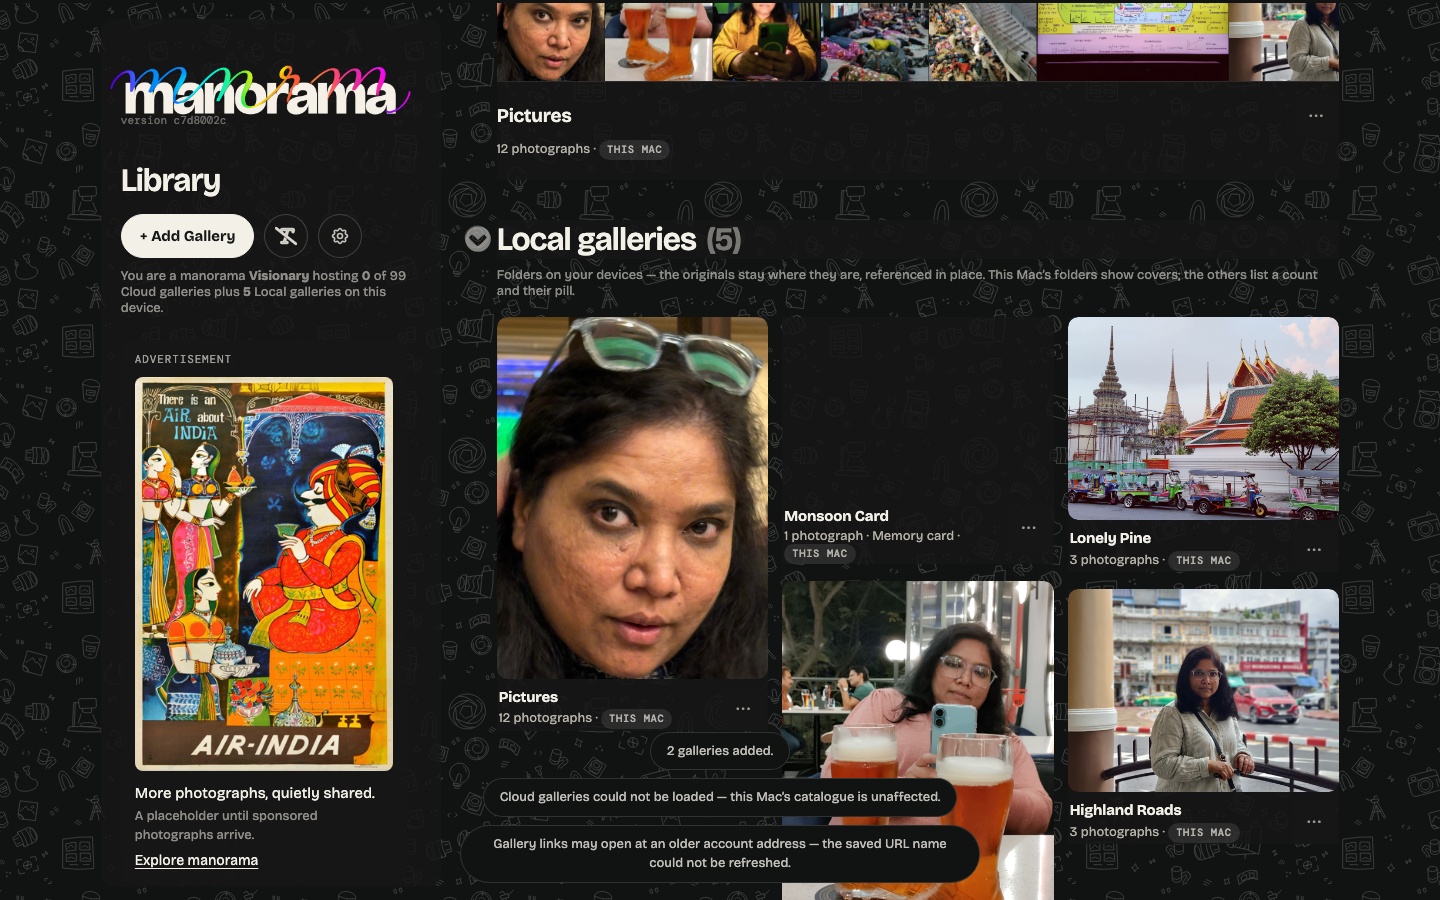 manorama
version c7d8002c
Library
+ Add Gallery
You are a manorama Visionary hosting 0 of 99
Cloud galleries plus 5 Local galleries on this
device.
ADVERTISEMENT
There is an
AIR about
INDIA
AIR-INDIA
More photographs, quietly shared.
A placeholder until sponsored
photographs arrive.
Explore manorama
Pictures
12 photographs · THIS MAC
Local galleries (5)
Folders on your devices — the originals stay where they are, referenced in place. This Mac's folders show covers; the others list a count
and their pill.
Pictures
12 photographs · THIS MAC
Monsoon Card
1 photograph · Memory card ·
THIS MAC
Lonely Pine
3 photographs · THIS MAC
Highland Roads
3 photographs · THIS MAC
2 galleries added.
Cloud galleries could not be loaded — this Mac's catalogue is unaffected.
Gallery links may open at an older account address — the saved URL name
could not be refreshed.